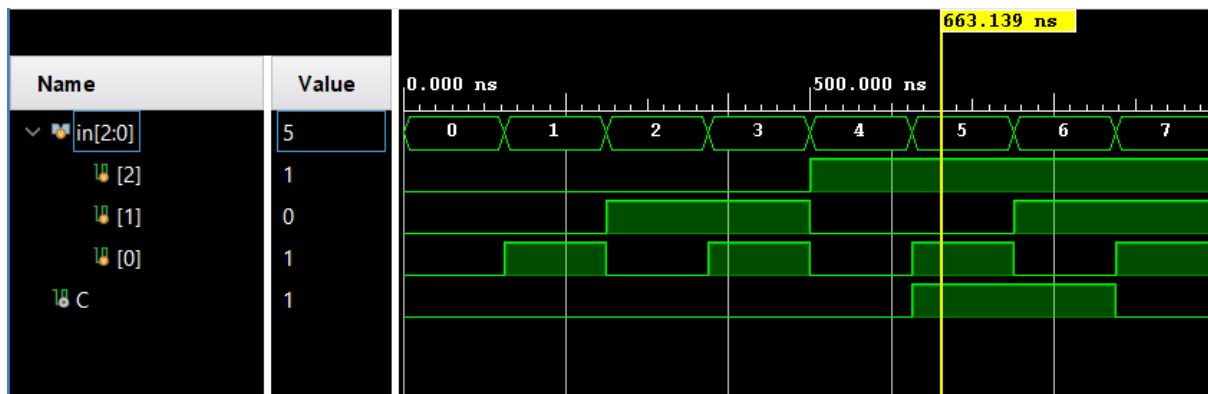 663.139 ns
Name Value 0.000 ns 500.000 ns
in[2:0] 5 0 1 2 3 4 5 6 7
[2] 1
[1] 0
[0] 1
C 1